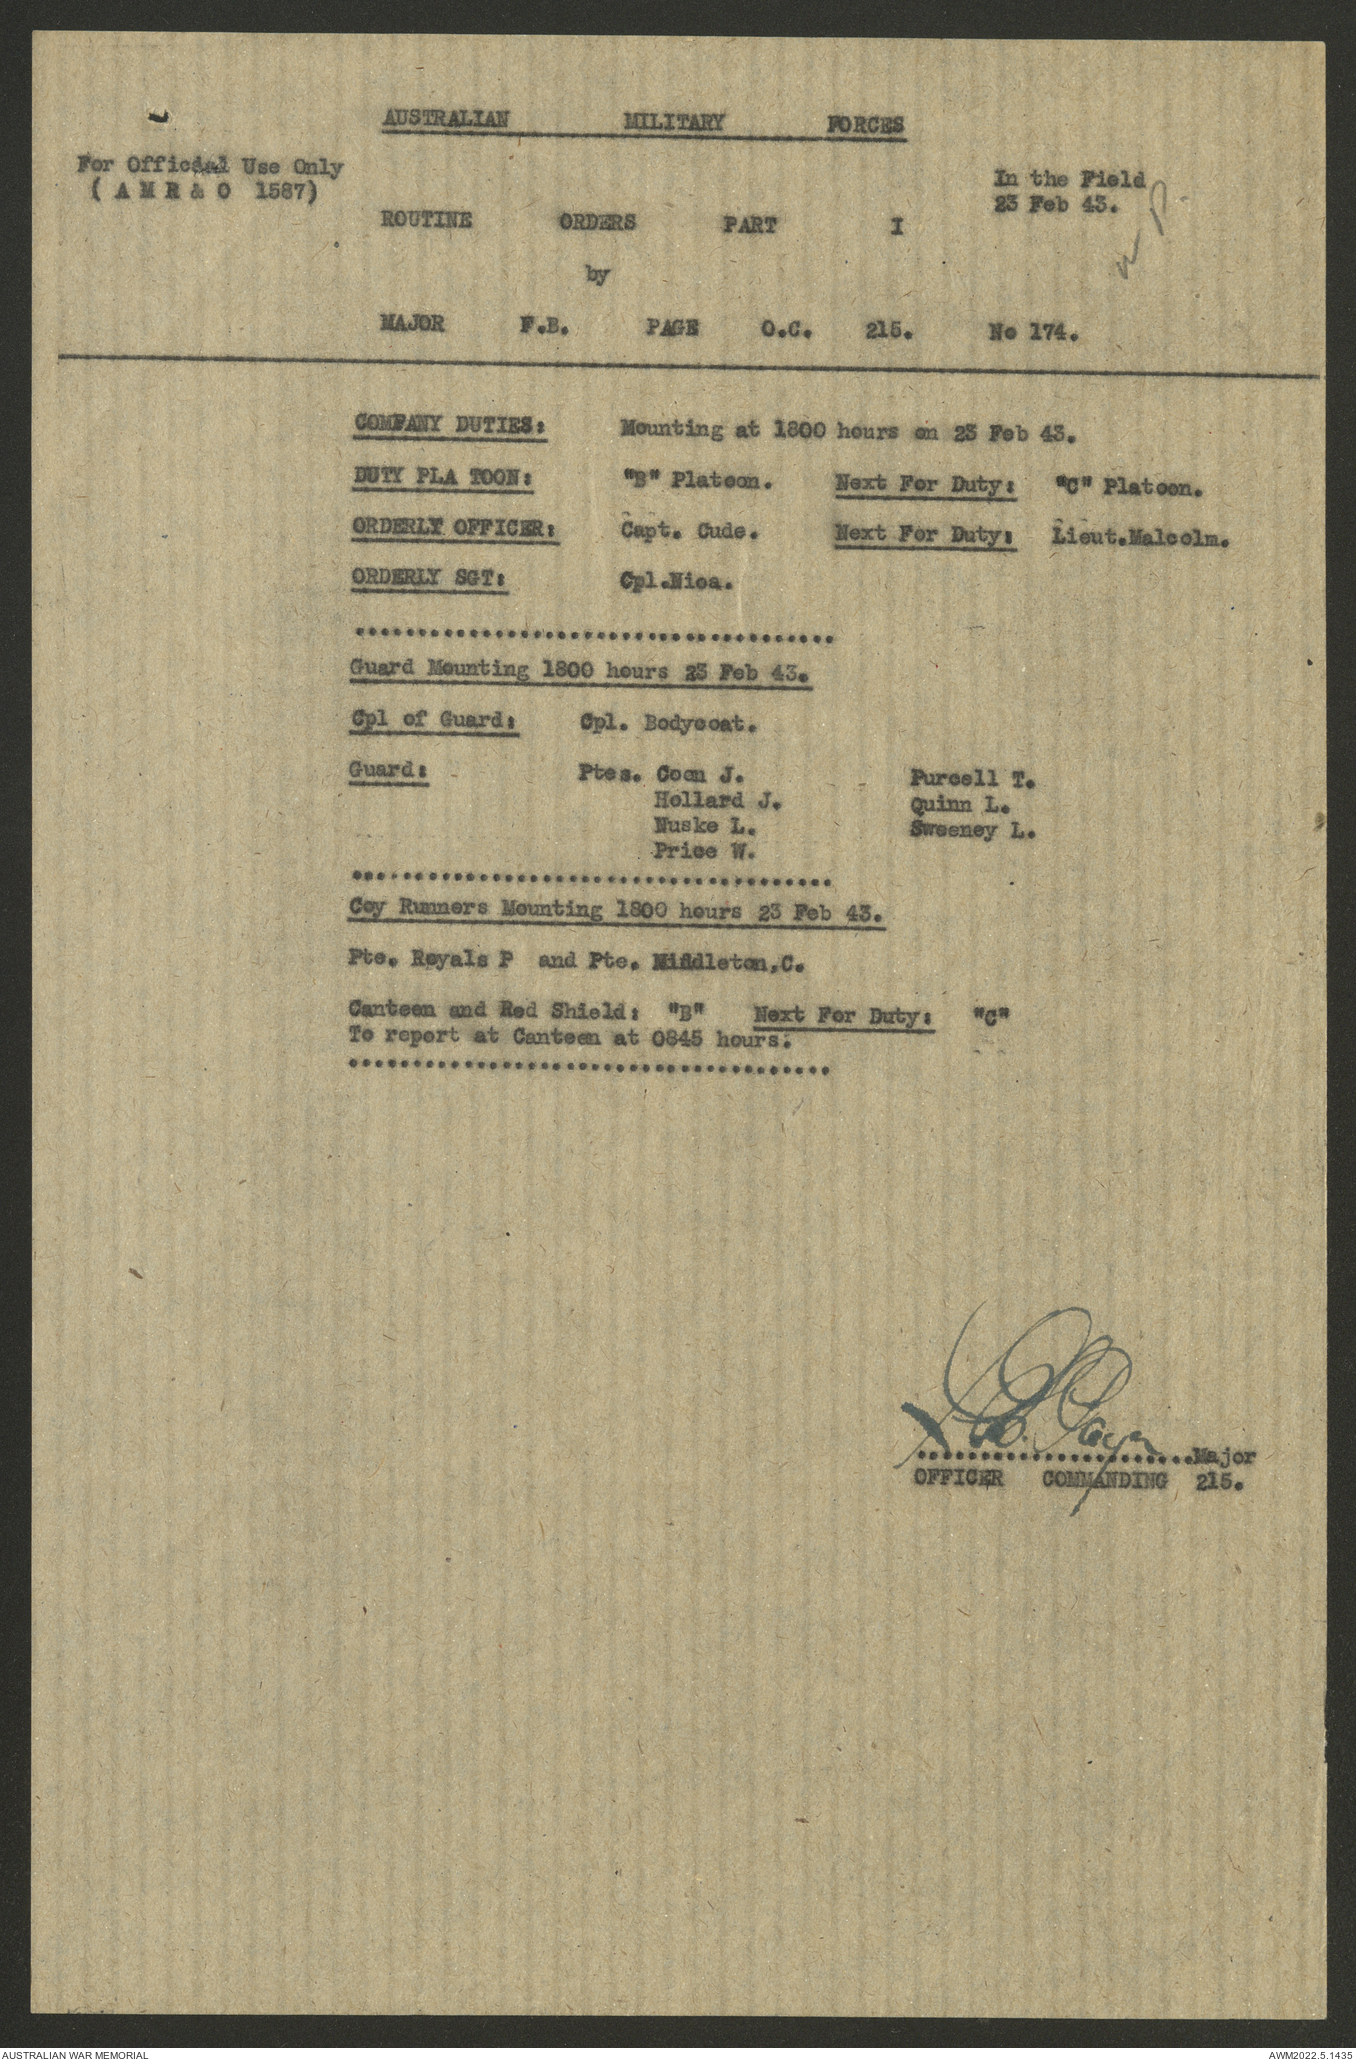 AUSTRALIAN MILITARY FORCES
For Official Use Only
( A M R & O 1587)
In the Field
23 Feb 43.
ROUTINE ORDERS PART I
by
MAJOR F.B. PAGE O.C. 215. No 174.
COMPANY DUTIES: Mounting at 1800 hours on 23 Feb 43.
DUTY PLA TOON: "B" Platoon. Next For Duty: "C" Platoon.
ORDERLY OFFICER: Capt. Cude. Next For Duty: Lieut.Malcolm.
ORDERLY SGT: Cpl.Nioa.
......................................
Guard Mounting 1800 hours 23 Feb 43.
Cpl of Guard: Cpl. Bodycoat.
Guard: Ptes. Coon J. Purcell T.
Hollard J. Quinn L.
Nuske L. Sweeney L.
Price W.
......................................
Coy Runners Mounting 1800 hours 23 Feb 43.
Pte. Royals P and Pte. Middleton,C.
Canteen and Red Shield: "B" Next For Duty: "C"
To report at Canteen at 0845 hours.
......................................
......................Major
OFFICER COMMANDING 215.
AUSTRALIAN WAR MEMORIAL AWM2022.5.1435